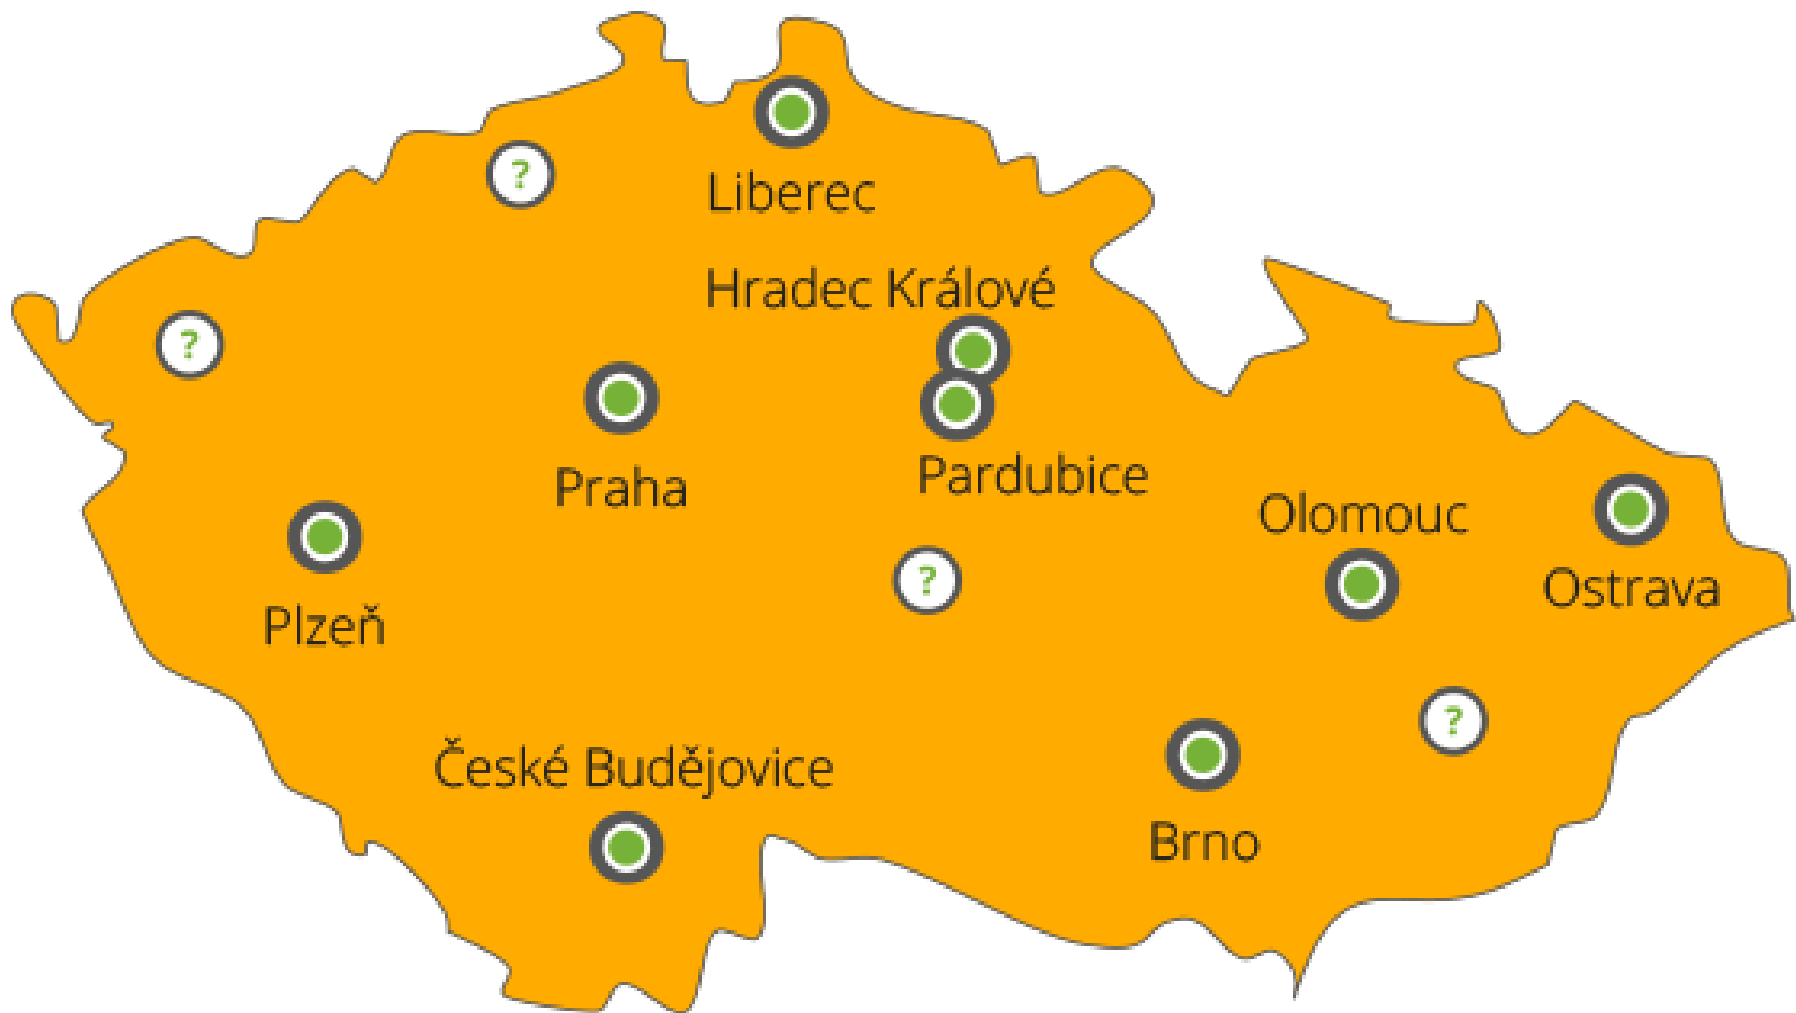 ?
Liberec
Hradec Králové
?
Praha
Pardubice
Olomouc
Plzeň
?
Ostrava
?
České Budějovice
Brno